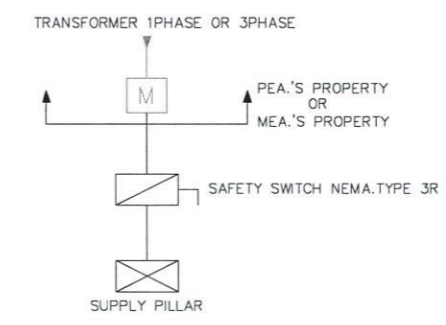 TRANSFORMER 1PHASE OR 3PHASE
M
PEA.'S PROPERTY
OR
MEA.'S PROPERTY
SAFETY SWITCH NEMA.TYPE 3R
SUPPLY PILLAR